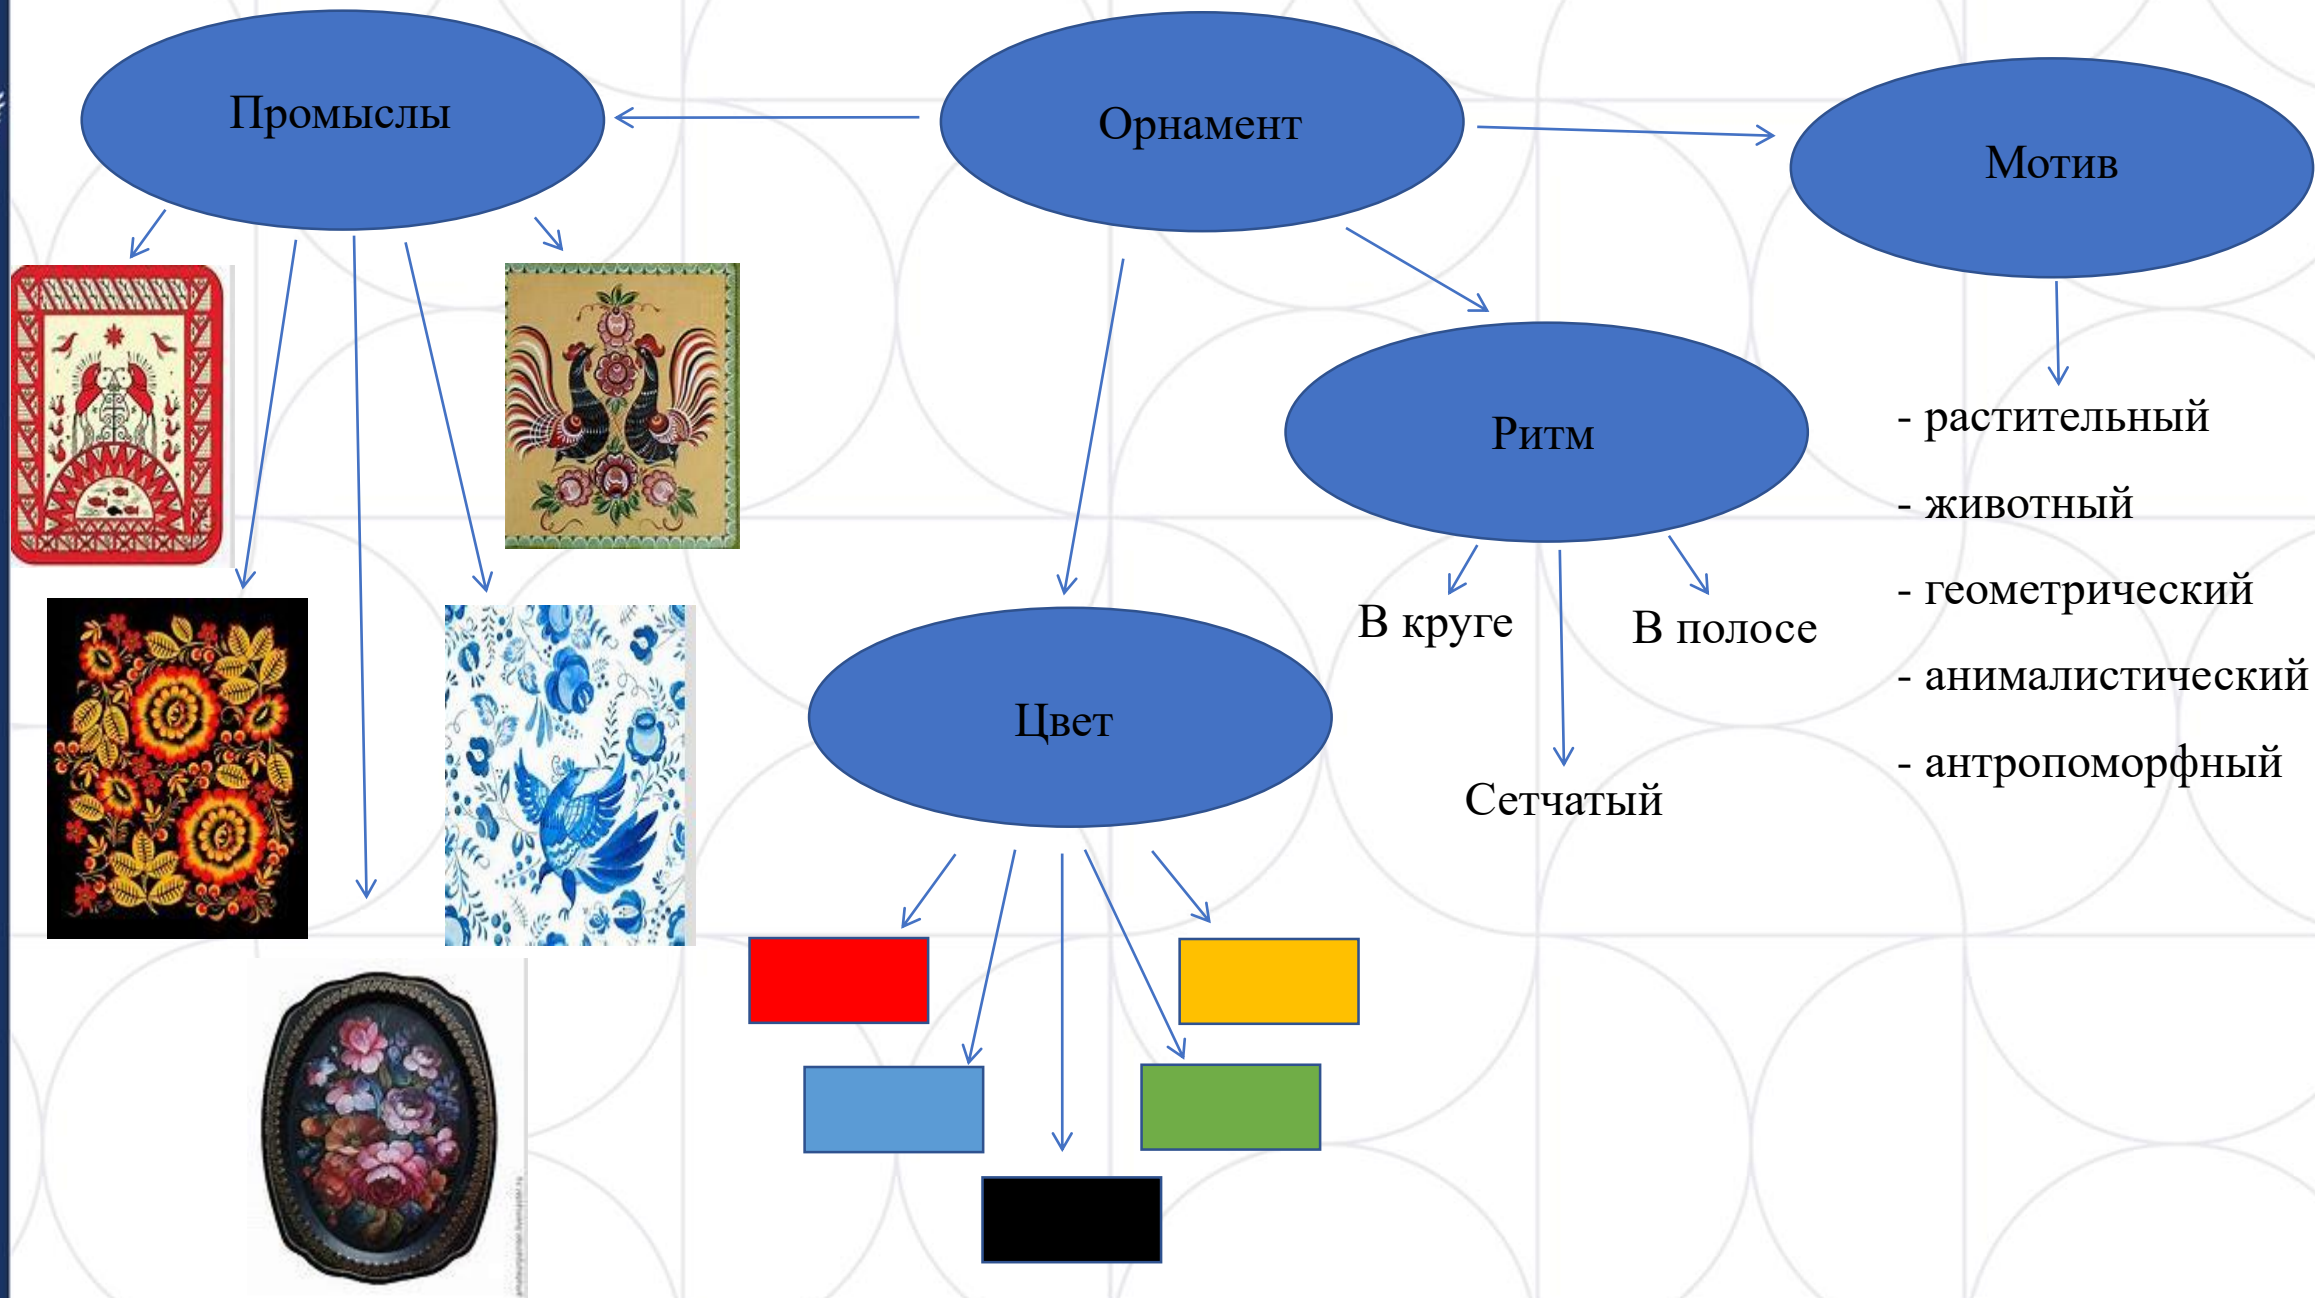 Промыслы
Орнамент
Мотив
Ритм
- растительный
- животный
- геометрический
- анималистический
- антропоморфный
В круге
В полосе
Сетчатый
Цвет